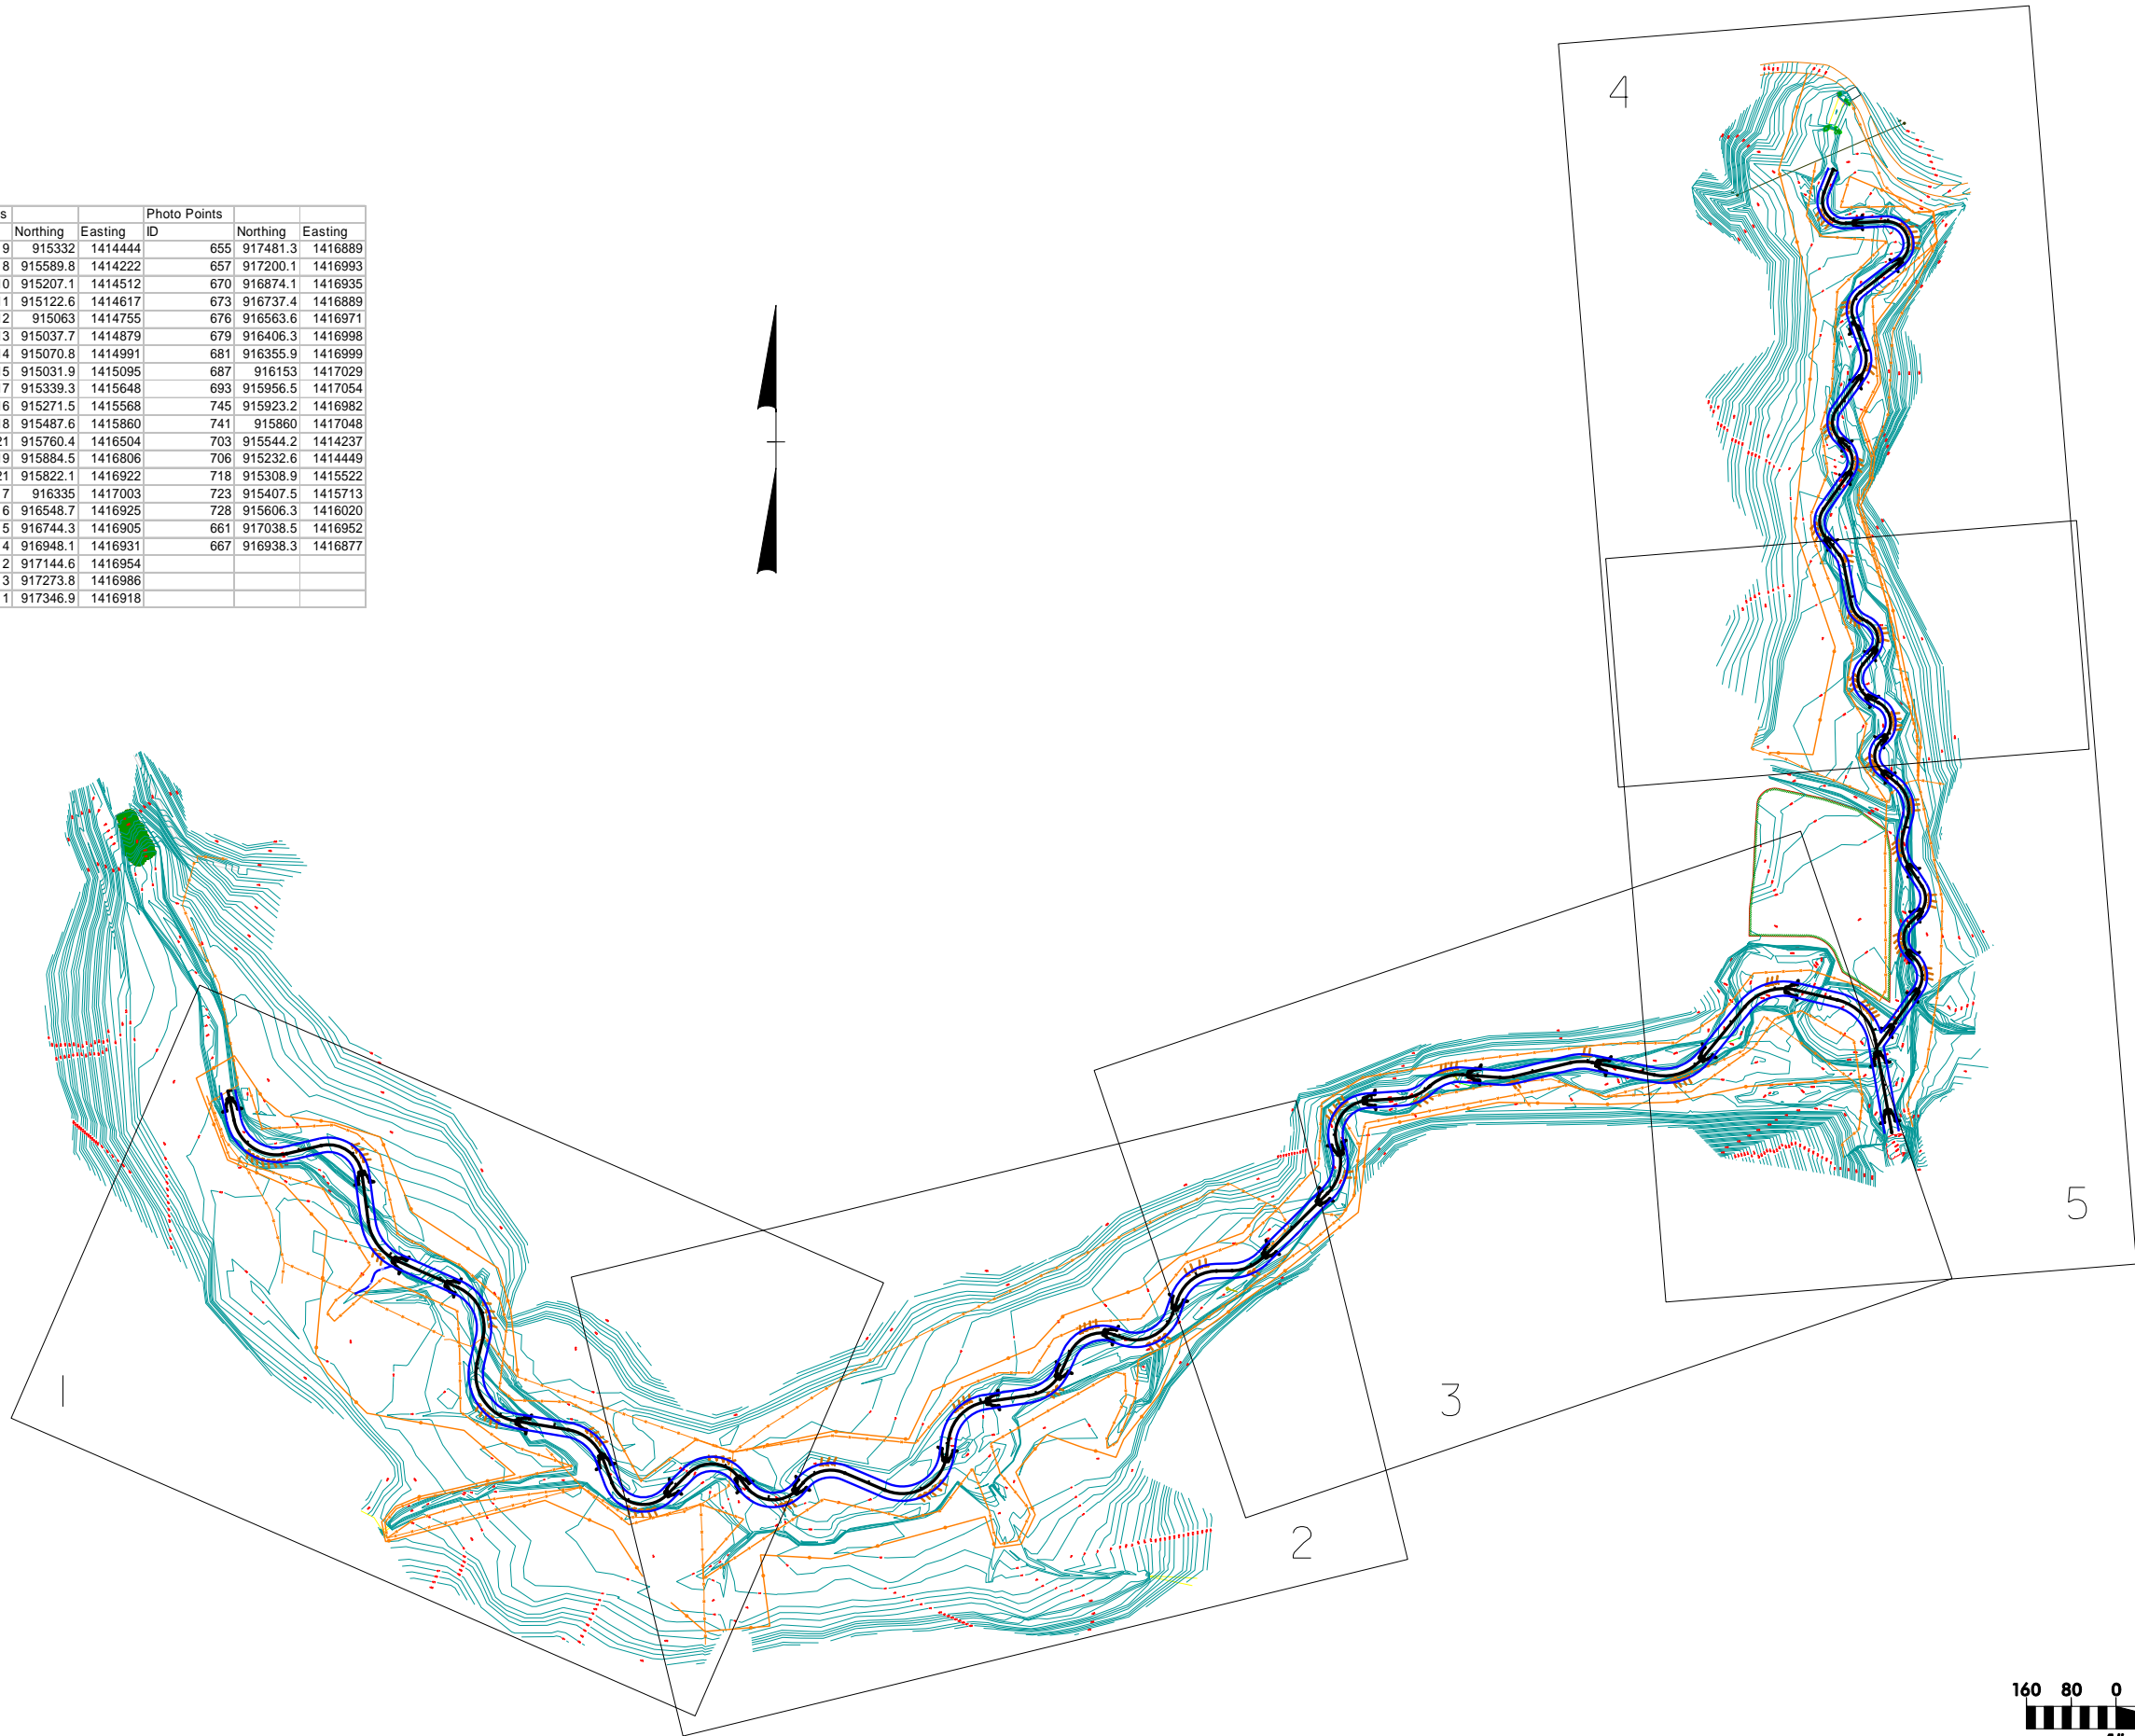 s Photo Points
Northing Easting ID Northing Easting
9 915332 1414444 655 917481.3 1416889
8 915589.8 1414222 657 917200.1 1416993
0 915207.1 1414512 670 916874.1 1416935
1 915122.6 1414617 673 916737.4 1416889
2 915063 1414755 676 916563.6 1416971
3 915037.7 1414879 679 916406.3 1416998
4 915070.8 1414991 681 916355.9 1416999
5 915031.9 1415095 687 916153 1417029
7 915339.3 1415648 693 915956.5 1417054
6 915271.5 1415568 745 915923.2 1416982
8 915487.6 1415860 741 915860 1417048
21 915760.4 1416504 703 915544.2 1414237
9 915884.5 1416806 706 915232.6 1414449
21 915822.1 1416922 718 915308.9 1415522
7 916335 1417003 723 915407.5 1415713
6 916548.7 1416925 728 915606.3 1416020
5 916744.3 1416905 661 917038.5 1416952
4 916948.1 1416931 667 916938.3 1416877
2 917144.6 1416954
3 917273.8 1416986
1 917346.9 1416918
4
5
1
3
2
160 80 0